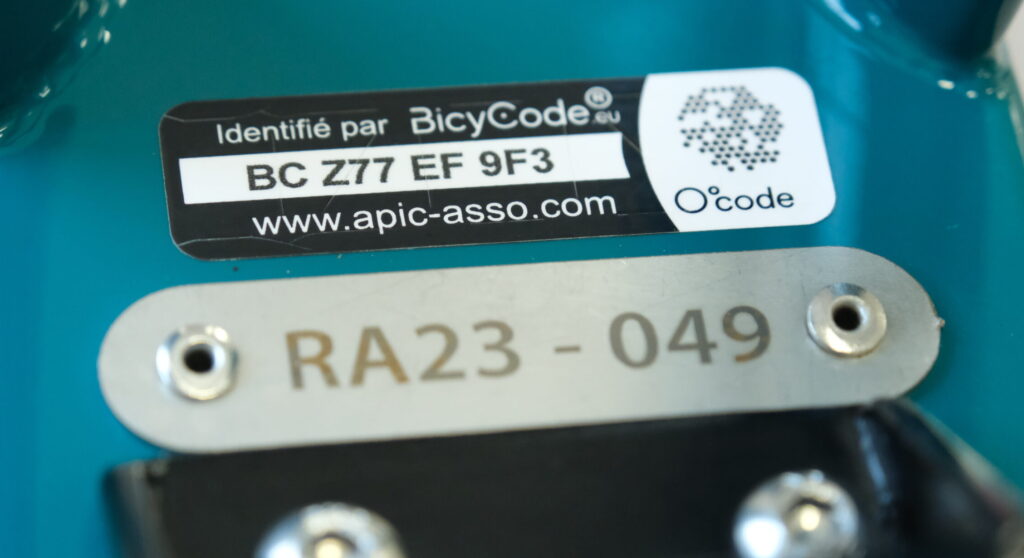 Identifié par BicyCode®.eu
BC Z77 EF 9F3
www.apic-asso.com
O°code
RA23 - 049